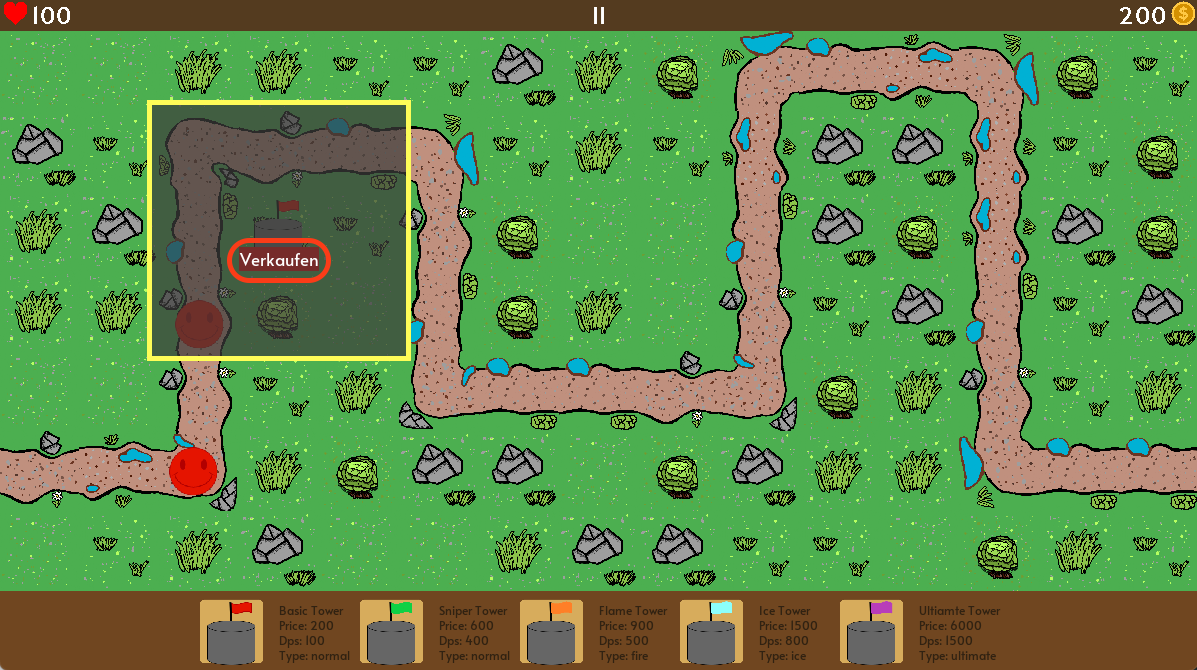 100
200
Verkaufen
Basic Tower
Price: 200
Dps: 100
Type: normal
Sniper Tower
Price: 600
Dps: 400
Type: normal
Flame Tower
Price: 900
Dps: 500
Type: fire
Ice Tower
Price: 1500
Dps: 800
Type: ice
Ultiamte Tower
Price: 6000
Dps: 1500
Type: ultimate